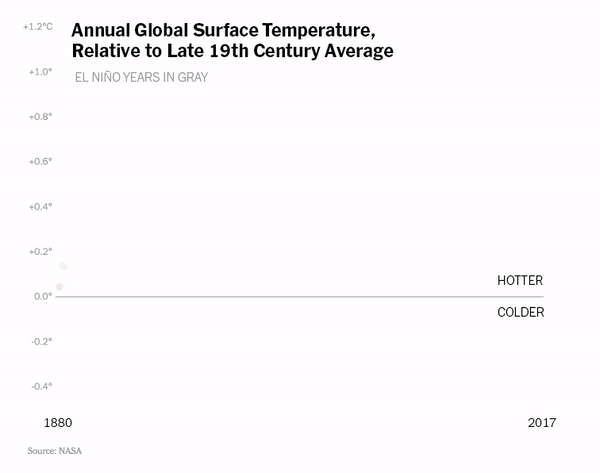 +1.2°C
Annual Global Surface Temperature,
Relative to Late 19th Century Average
+1.0°
EL NIÑO YEARS IN GRAY
+0.8°
+0.6°
+0.4°
+0.2°
HOTTER
0.0°
COLDER
-0.2°
-0.4°
1880
2017
Source: NASA